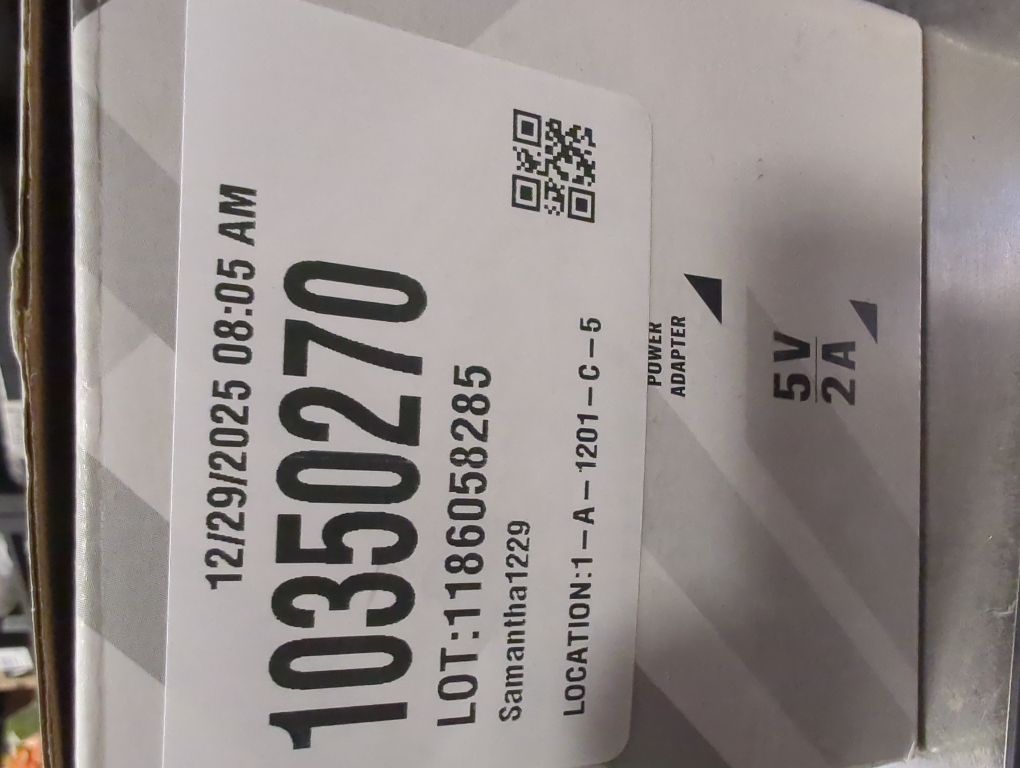 12/29/2025 08:05 AM
10350270
LOT:1186058285
Samantha1229
LOCATION:1-A-1201-C-5
POWER
ADAPTER
5V
2A